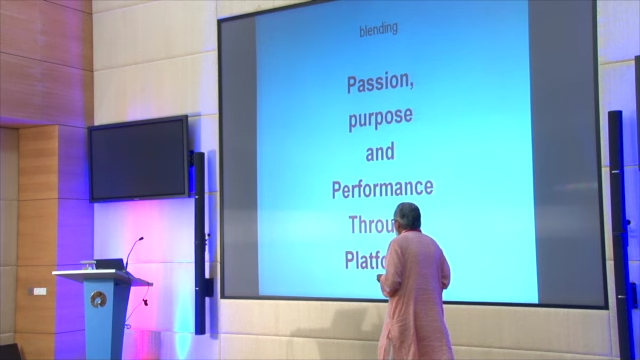 blending
Passion,
purpose
and
Performance